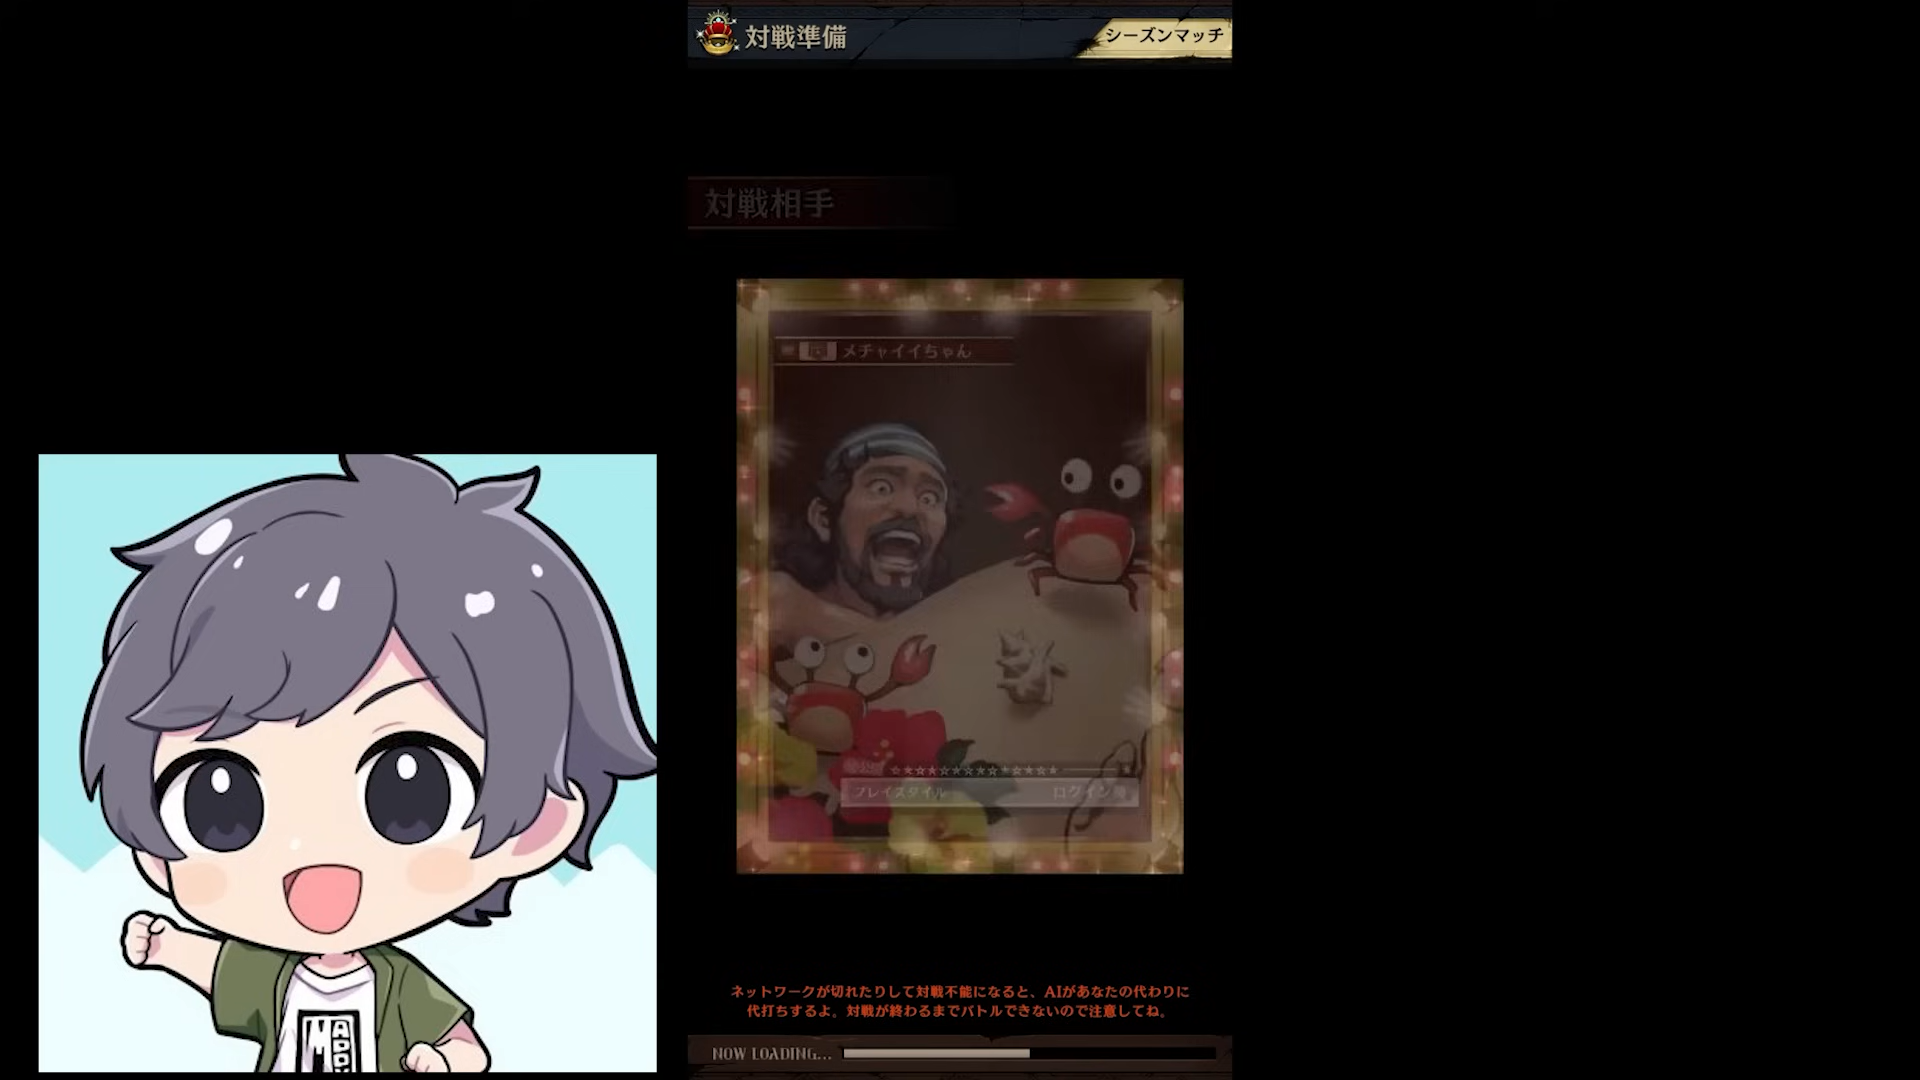 対戦準備
シーズンマッチ
対戦相手
メチャイイちゃん
プレイスタイル
ログイン
ネットワークが切れたりして対戦不能になると、AIがあなたの代わりに
代打ちするよ。対戦が終わるまでバトルできないので注意してね。
NOW LOADING...